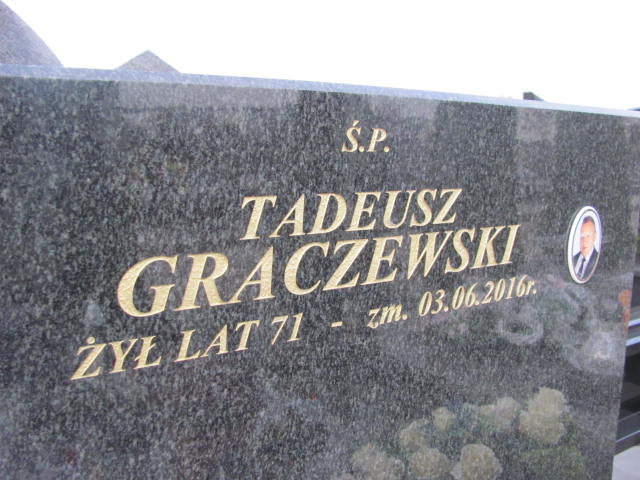 Ś.P.
TADEUSZ
GRACZEWSKI
ŻYŁ LAT 71 - zm. 03.06.2016r.